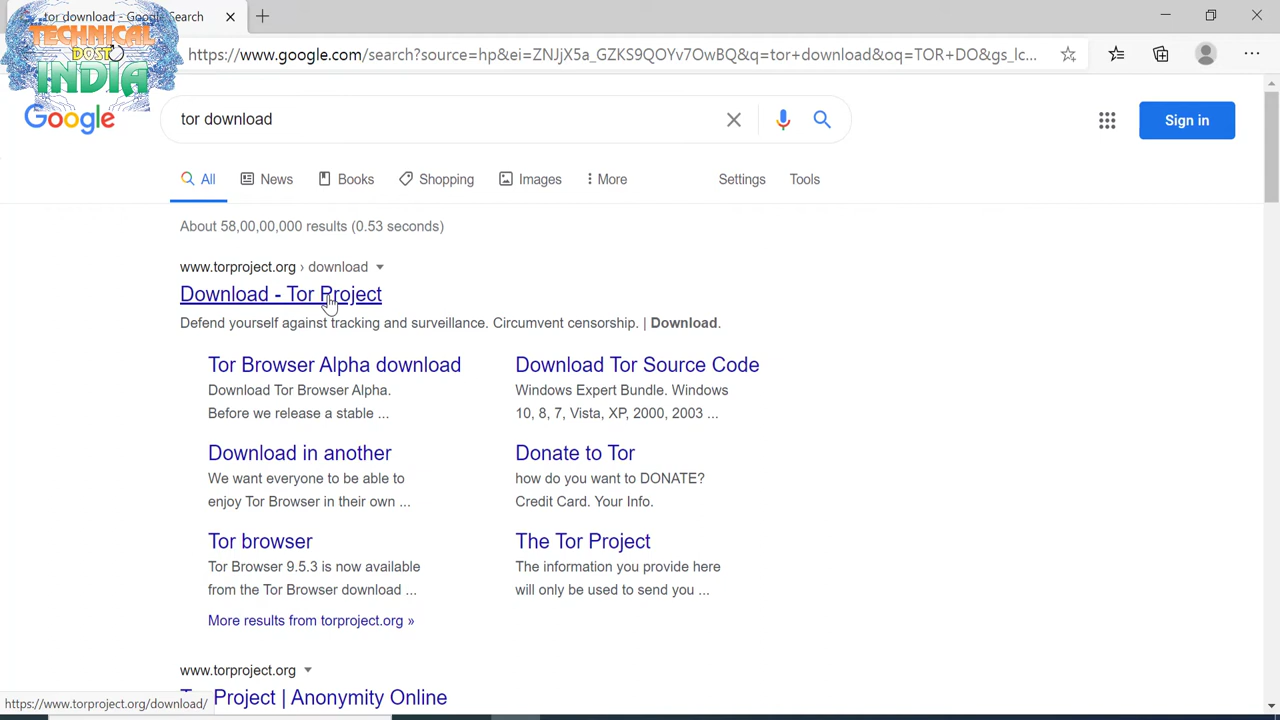 tor download - Google Search
TECHNICAL
DOST
INDIA
https://www.google.com/search?source=hp&ei=ZNJjX5a_GZKS9QOYv7OwBQ&q=tor+download&oq=TOR+DO&gs_lc...
Google
tor download
Sign in
All
News
Books
Shopping
Images
More
Settings
Tools
About 58,00,00,000 results (0.53 seconds)
www.torproject.org › download
Download - Tor Project
Defend yourself against tracking and surveillance. Circumvent censorship. | Download.
Tor Browser Alpha download
Download Tor Browser Alpha.
Before we release a stable ...
Download Tor Source Code
Windows Expert Bundle. Windows
10, 8, 7, Vista, XP, 2000, 2003 ...
Download in another
We want everyone to be able to
enjoy Tor Browser in their own ...
Donate to Tor
how do you want to DONATE?
Credit Card. Your Info.
Tor browser
Tor Browser 9.5.3 is now available
from the Tor Browser download ...
The Tor Project
The information you provide here
will only be used to send you ...
More results from torproject.org »
www.torproject.org
Project | Anonymity Online
https://www.torproject.org/download/